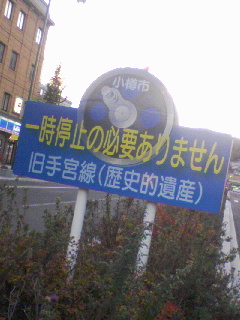 小樽市
一時停止の必要ありません
旧手宮線(歴史的遺産)